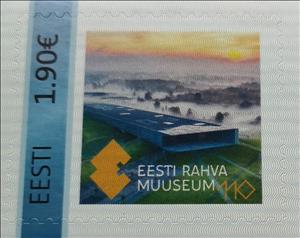 EESTI 1.90€
EESTI RAHVA
MUUSEUM 110